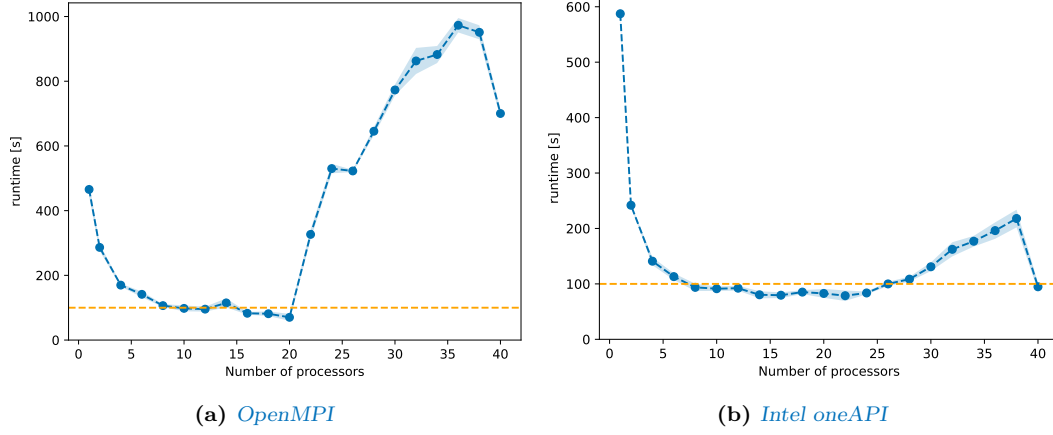 1000
800
600
400
200
0
runtime [s]
0 5 10 15 20 25 30 35 40
Number of processors
(a) OpenMPI
600
500
400
300
200
100
0
runtime [s]
0 5 10 15 20 25 30 35 40
Number of processors
(b) Intel oneAPI